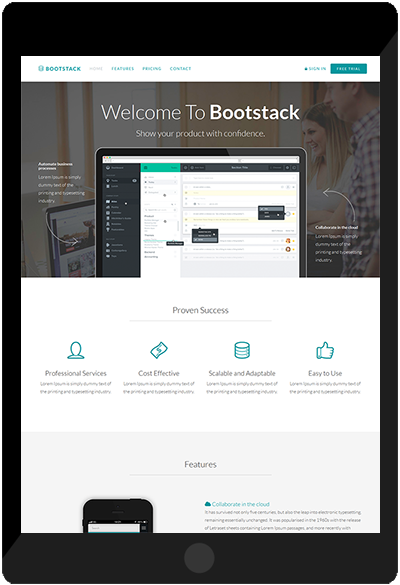 BOOTSTACK
HOME FEATURES PRICING CONTACT SIGN IN FREE TRIAL
Welcome To Bootstack
Show your product with confidence.
Automate business
processes
Lorem Ipsum is simply
dummy text of the
printing and typesetting
industry.
Collaborate in the cloud
Lorem Ipsum is simply
dummy text of the
printing and typesetting
industry.
Proven Success
Professional Services
Lorem Ipsum is simply dummy text of
the printing and typesetting industry.
Cost Effective
Lorem Ipsum is simply dummy text of
the printing and typesetting industry.
Scalable and Adaptable
Lorem Ipsum is simply dummy text of
the printing and typesetting industry.
Easy to Use
Lorem Ipsum is simply dummy text of
the printing and typesetting industry.
Features
Collaborate in the cloud
It has survived not only five centuries, but also the leap into electronic typesetting,
remaining essentially unchanged. It was popularised in the 1960s with the release
of Letraset sheets containing Lorem Ipsum passages, and more recently with